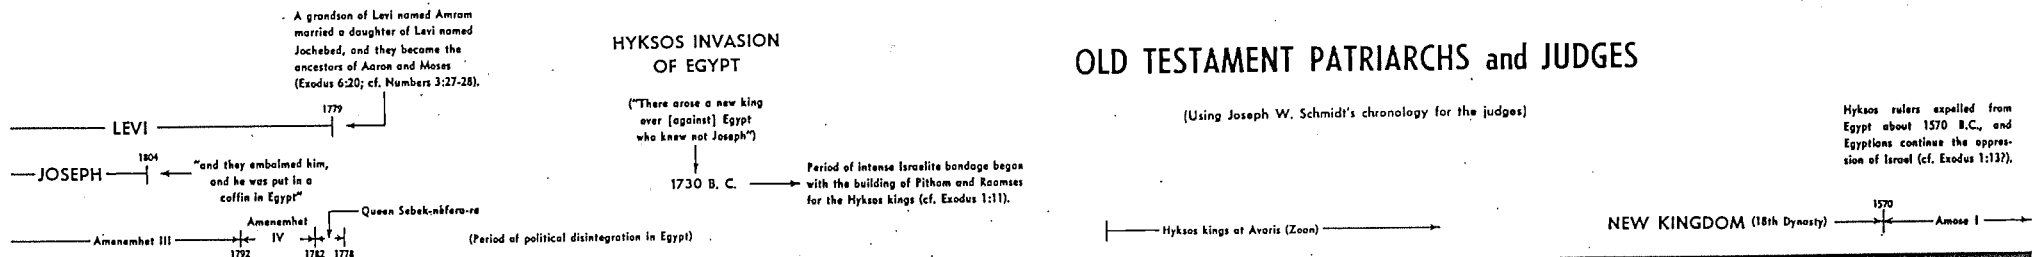 A grandson of Levi named Amram
married a daughter of Levi named
Jochebed, and they became the
ancestors of Aaron and Moses
(Exodus 6:20; cf. Numbers 3:27-28).
1779
LEVI
1804
JOSEPH
"and they embalmed him,
and he was put in a
coffin in Egypt"
Queen Sebek-nefero-re
Amenemhet
IV
Amenemhet III
1792
1782
1778
(Period of political disintegration in Egypt)
HYKSOS INVASION
OF EGYPT
("There arose a new king
over [against] Egypt
who knew not Joseph")
1730 B. C.
Period of intense Israelite bondage began
with the building of Pithom and Raamses
for the Hyksos kings (cf. Exodus 1:11).
OLD TESTAMENT PATRIARCHS and JUDGES
(Using Joseph W. Schmidt's chronology for the judges)
Hyksos kings at Avaris (Zoan)
Hyksos rulers expelled from
Egypt about 1570 B.C., and
Egyptians continue the oppres-
sion of Israel (cf. Exodus 1:13?).
1570
NEW KINGDOM (18th Dynasty)
Amose I